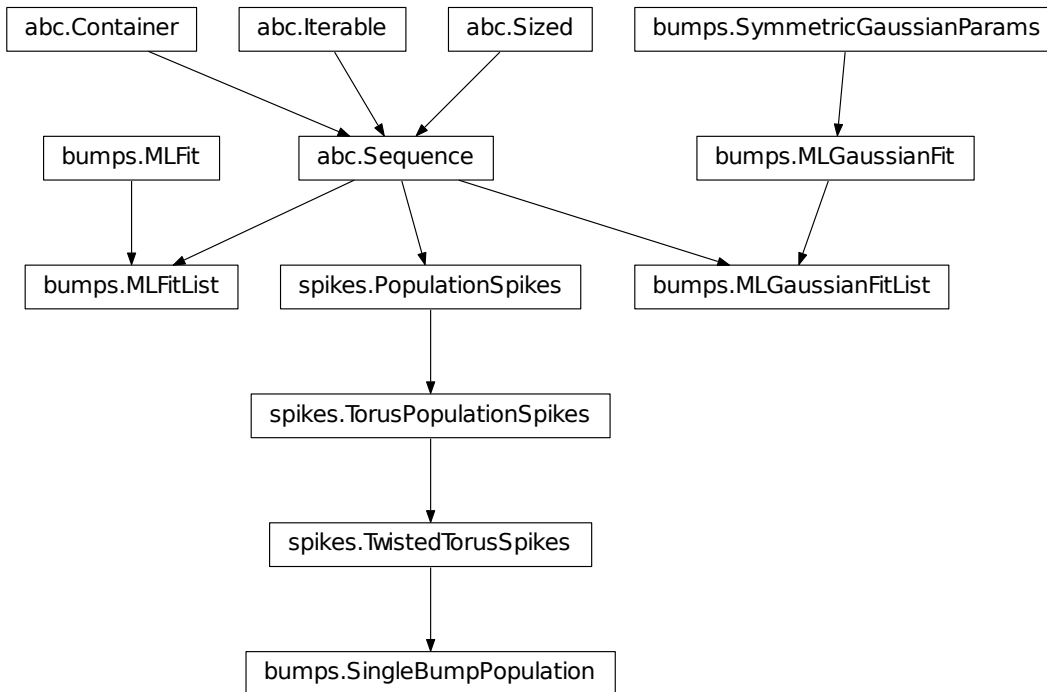 abc.Container
abc.Iterable
abc.Sized
bumps.SymmetricGaussianParams
bumps.MLFit
abc.Sequence
bumps.MLGaussianFit
bumps.MLFitList
spikes.PopulationSpikes
bumps.MLGaussianFitList
spikes.TorusPopulationSpikes
spikes.TwistedTorusSpikes
bumps.SingleBumpPopulation